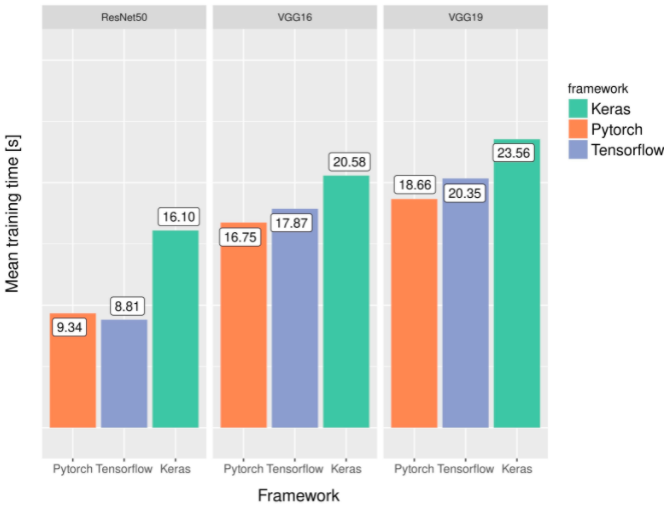 ResNet50 VGG16 VGG19
framework
Keras
Pytorch
Tensorflow
Mean training time [s]
9.34
8.81
16.10
16.75
17.87
20.58
18.66
20.35
23.56
Pytorch Tensorflow Keras Pytorch Tensorflow Keras Pytorch Tensorflow Keras
Framework